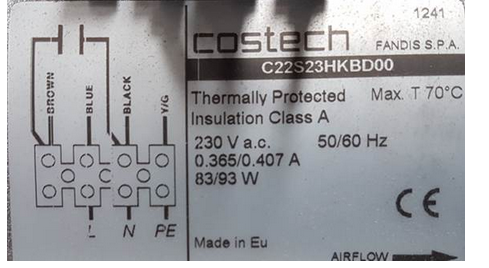 1241
costech FANDIS S.P.A.
C22S23HKBD00
Thermally Protected Max. T 70°C
Insulation Class A
230 V a.c. 50/60 Hz
0.365/0.407 A
83/93 W
CE
Made in Eu
AIRFLOW
BROWN
BLUE
BLACK
Y/G
L N PE